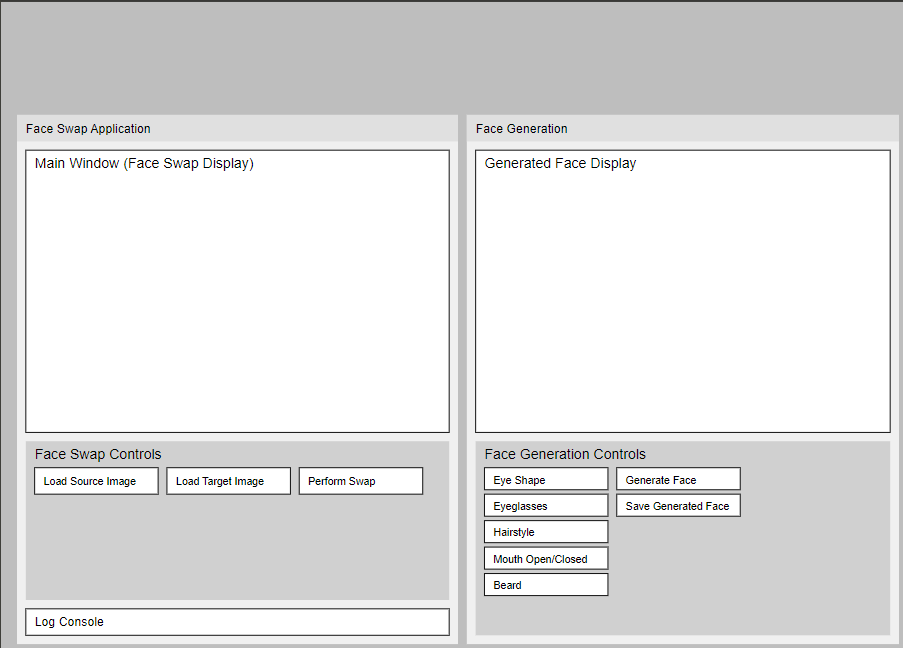 Face Swap Application
Main Window (Face Swap Display)
Face Swap Controls
Load Source Image
Load Target Image
Perform Swap
Log Console
Face Generation
Generated Face Display
Face Generation Controls
Eye Shape
Generate Face
Eyeglasses
Save Generated Face
Hairstyle
Mouth Open/Closed
Beard